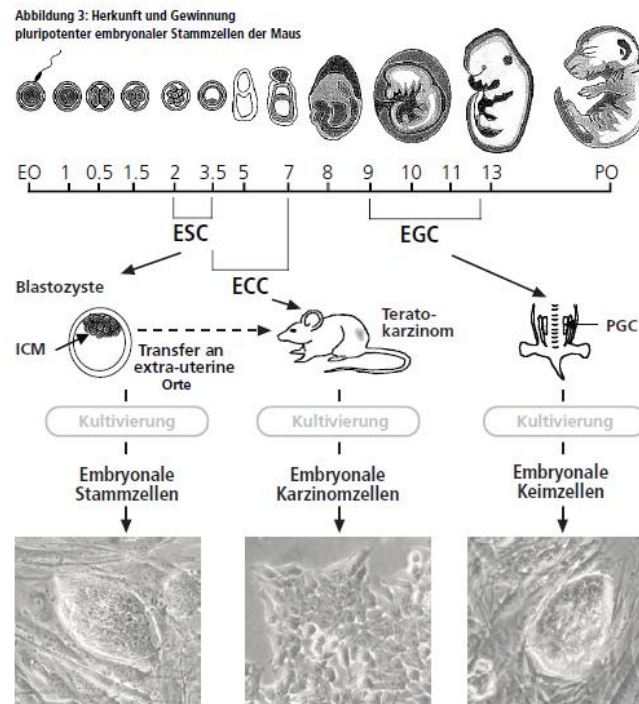 Abbildung 3: Herkunft und Gewinnung
pluripotenter embryonaler Stammzellen der Maus
EO 1 0.5 1.5 2 3.5 5 7 8 9 10 11 13 PO
ESC
EGC
ECC
Blastozyste
ICM
Transfer an
extra-uterine
Orte
Terato-
karzinom
PGC
Kultivierung
Kultivierung
Kultivierung
Embryonale
Stammzellen
Embryonale
Karzinomzellen
Embryonale
Keimzellen